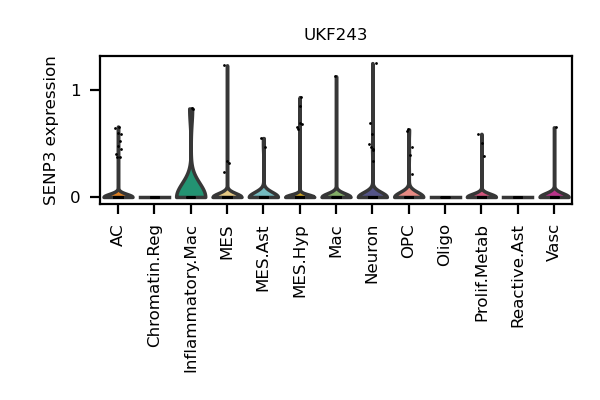 UKF243
SENP3 expression
1
0
AC
Chromatin.Reg
Inflammatory.Mac
MES
MES.Ast
MES.Hyp
Mac
Neuron
OPC
Oligo
Prolif.Metab
Reactive.Ast
Vasc